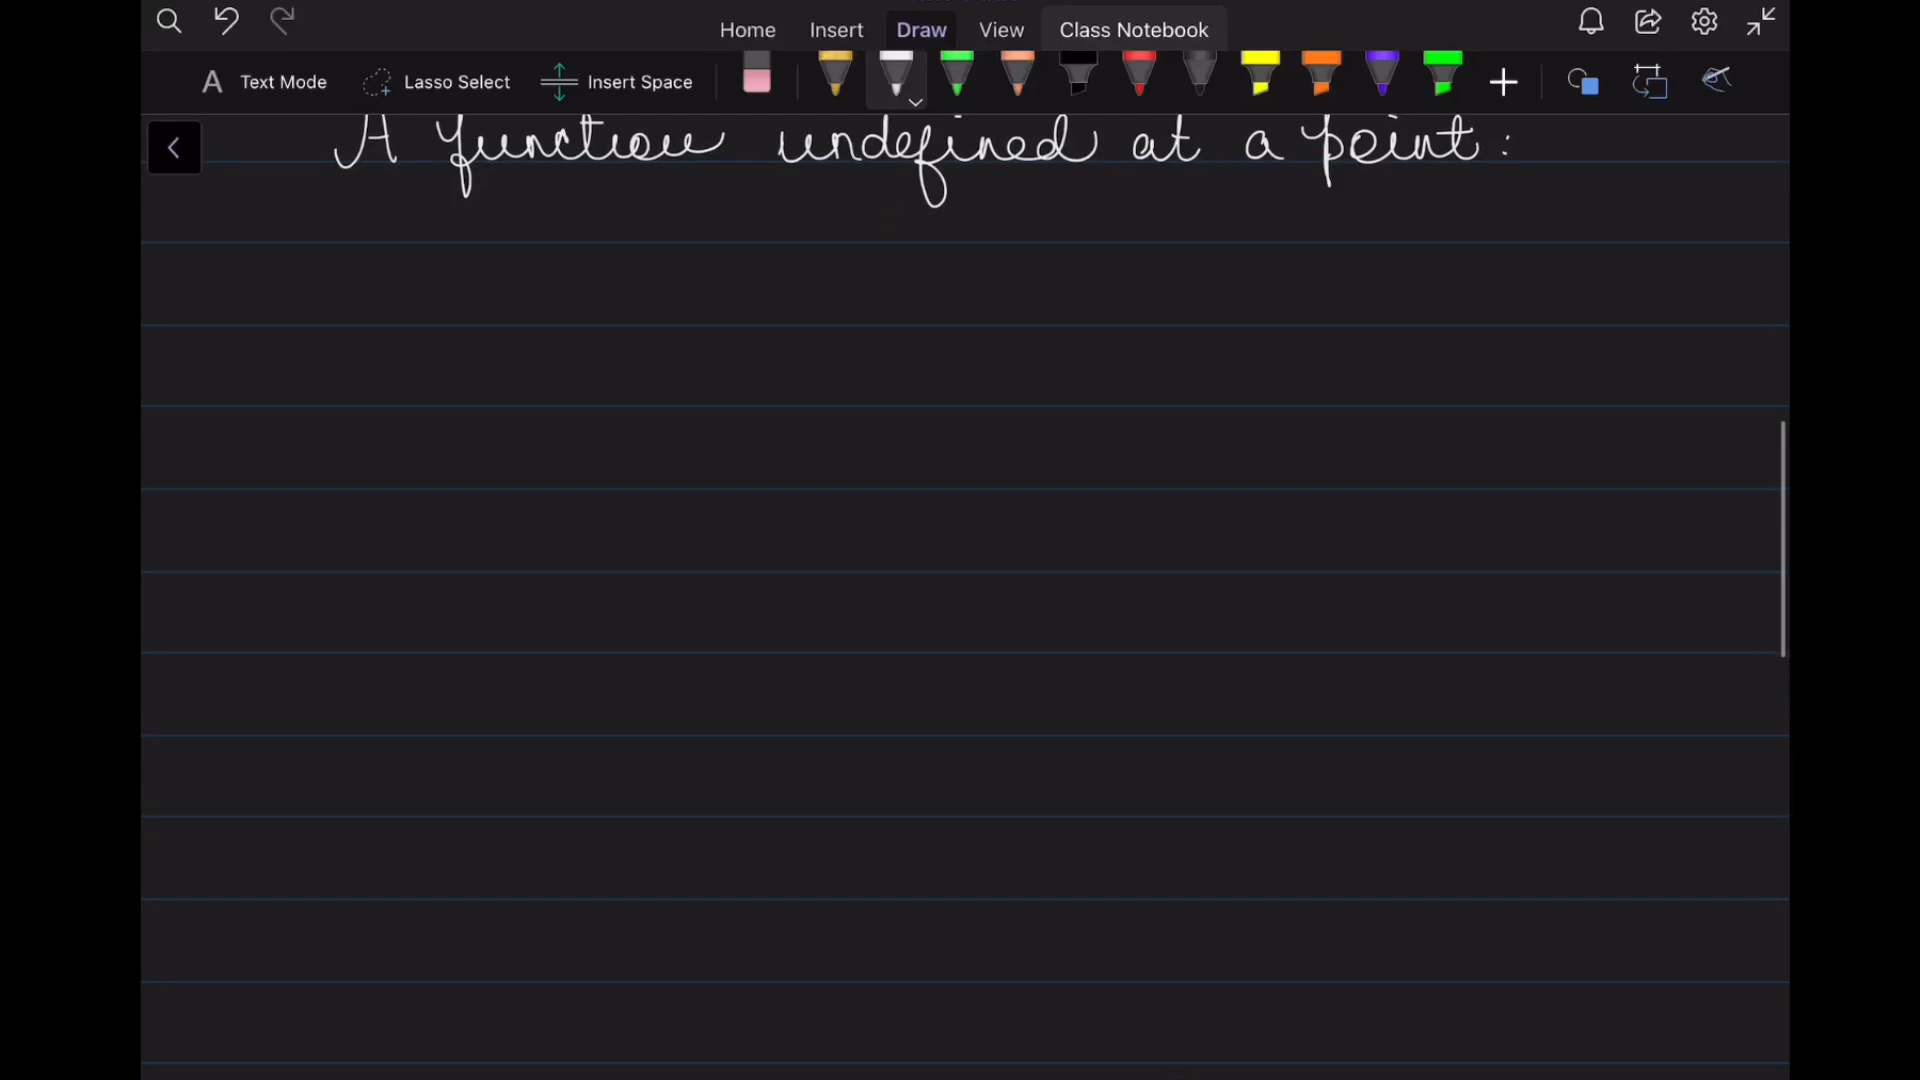 Home Insert Draw View Class Notebook
A Text Mode Lasso Select Insert Space
A function undefined at a point: